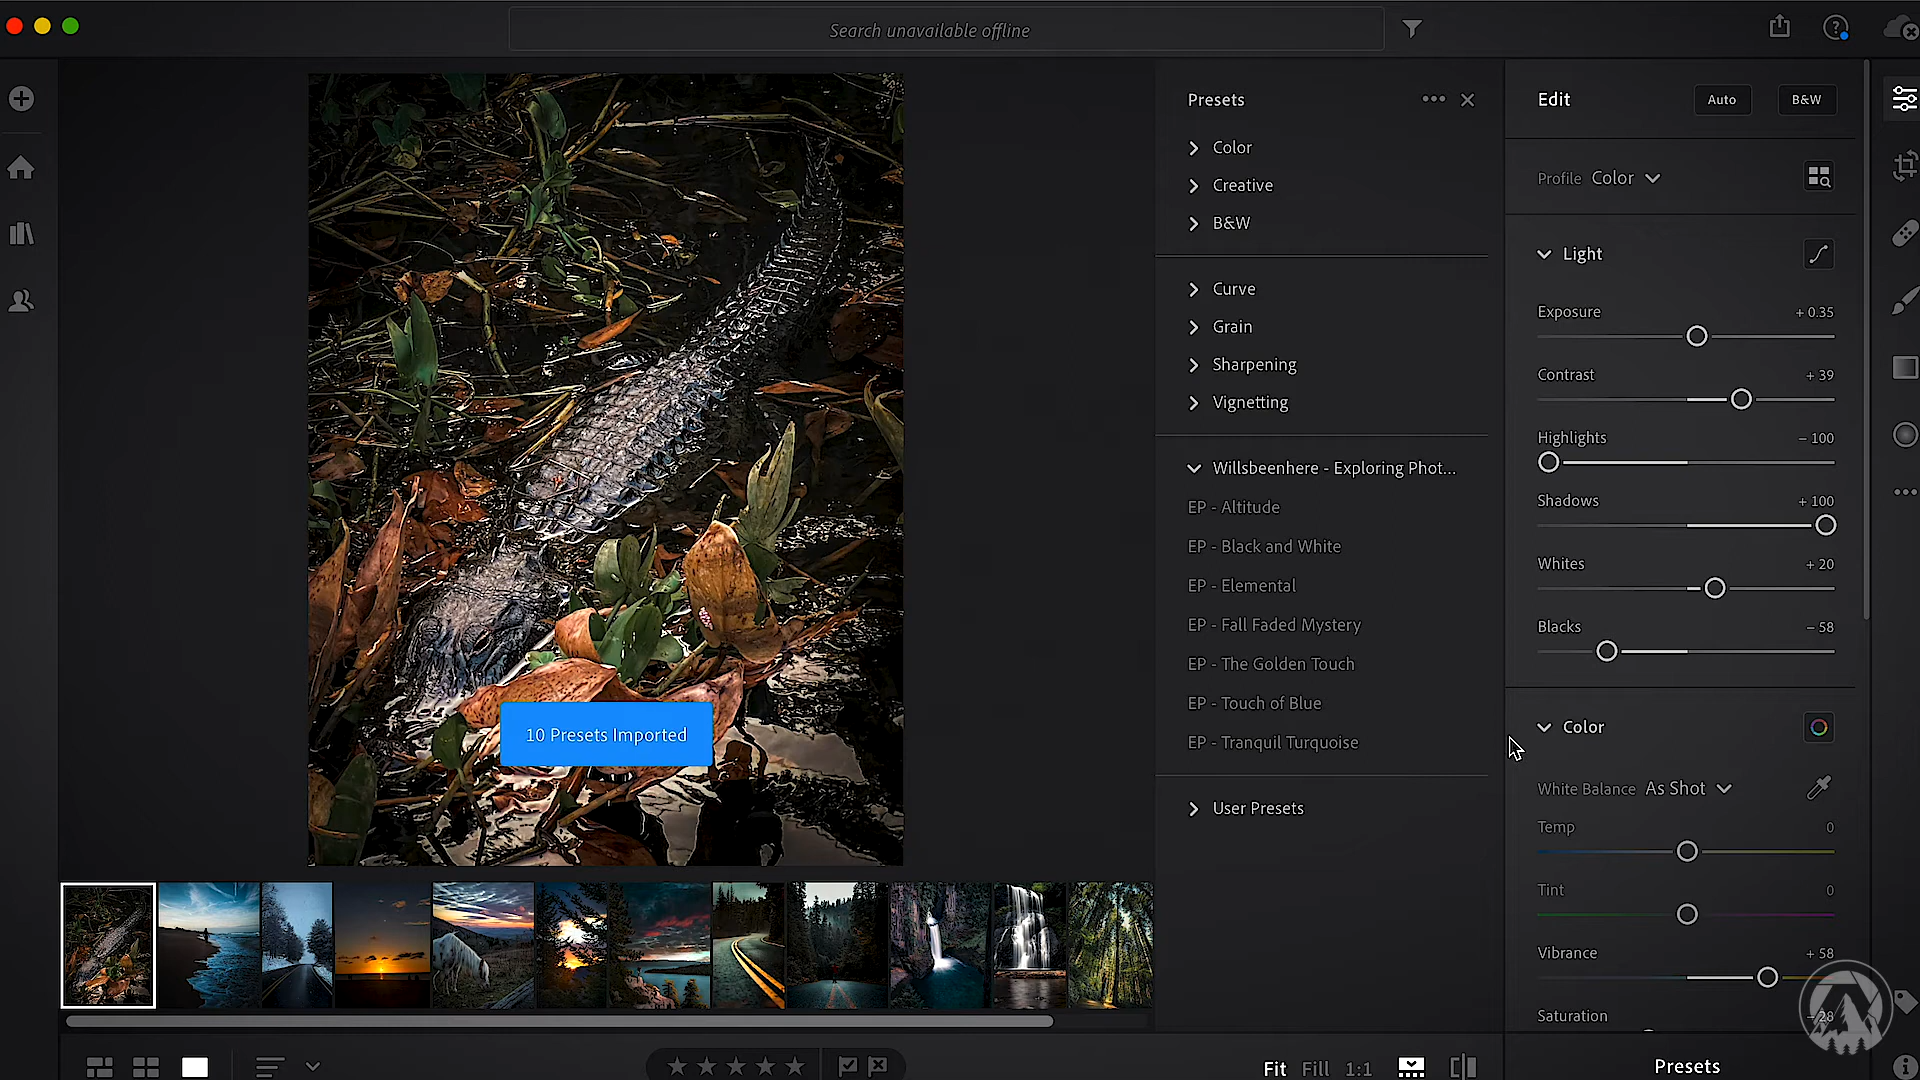 Search unavailable offline
Presets
Color
Creative
B&W
Curve
Grain
Sharpening
Vignetting
Willsbeenhere - Exploring Phot...
EP - Altitude
EP - Black and White
EP - Elemental
EP - Fall Faded Mystery
EP - The Golden Touch
EP - Touch of Blue
EP - Tranquil Turquoise
User Presets
Edit
Auto
B&W
Profile Color
Light
Exposure + 0.35
Contrast + 39
Highlights – 100
Shadows + 100
Whites + 20
Blacks – 58
Color
White Balance As Shot
Temp 0
Tint 0
Vibrance + 58
Saturation – 28
10 Presets Imported
Fit Fill 1:1
Presets